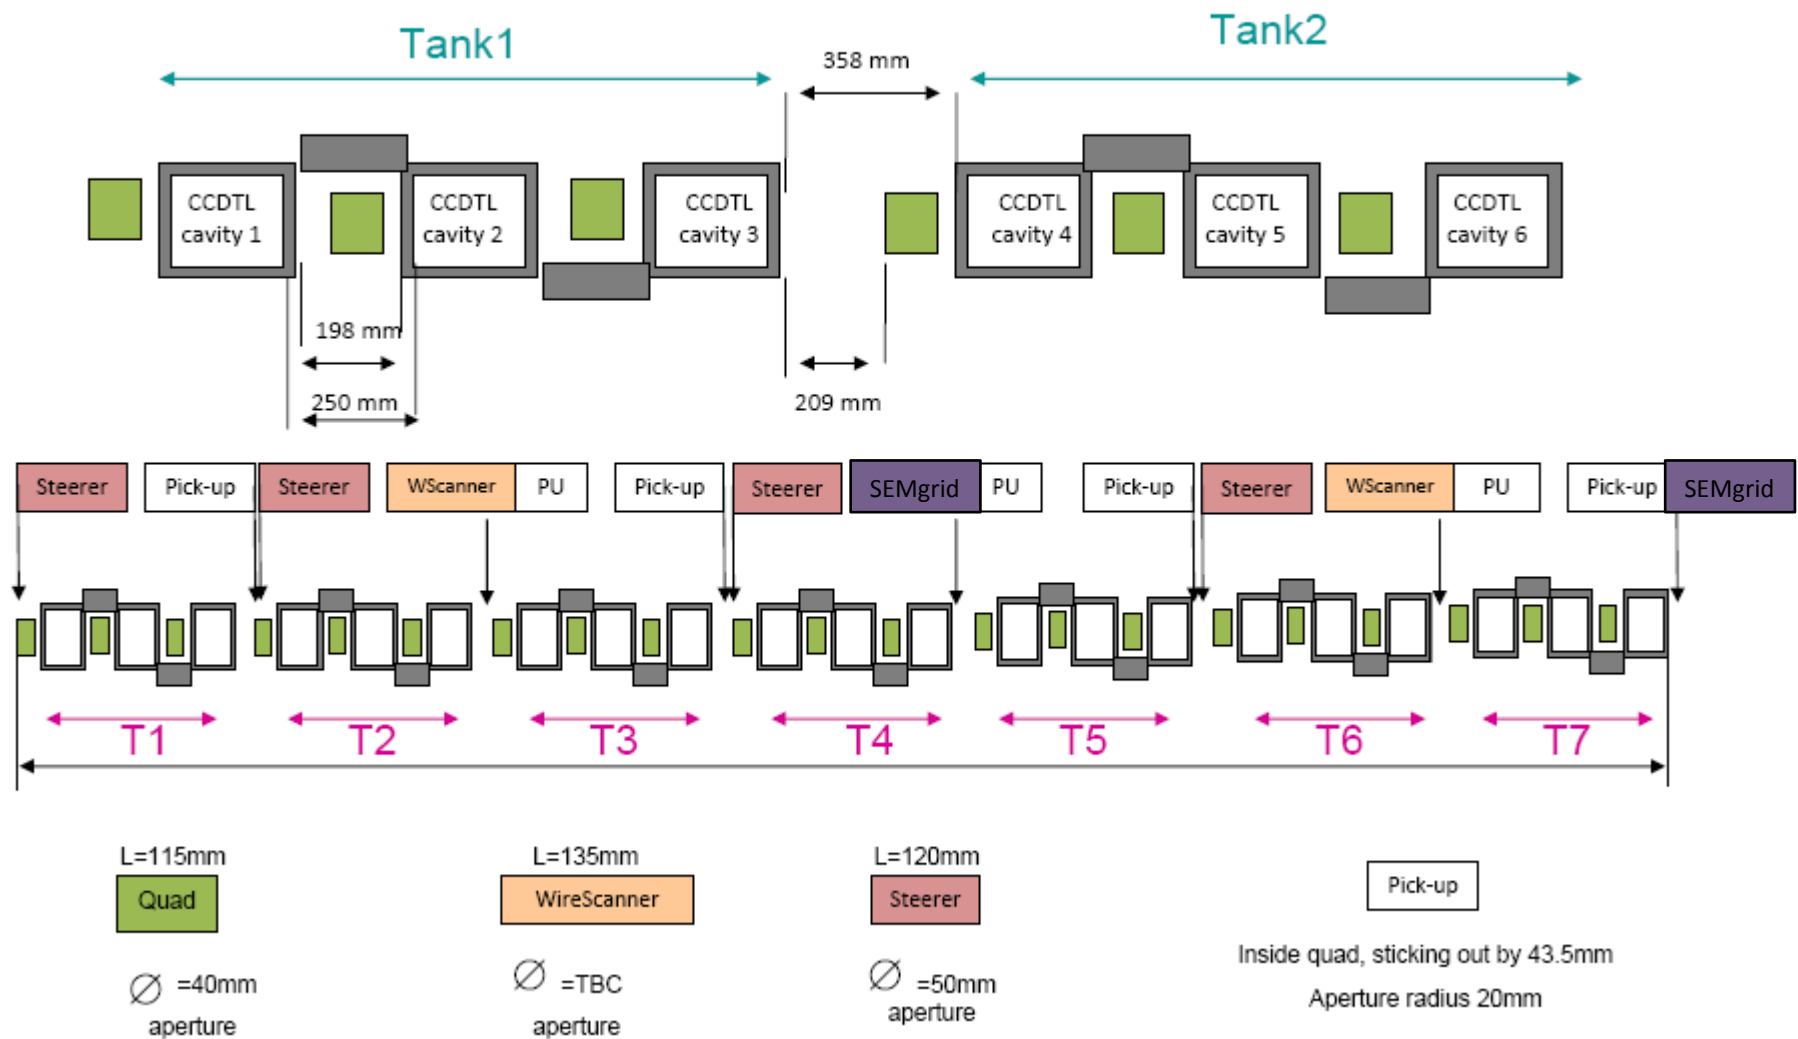 Tank1
Tank2
358 mm
CCDTL
cavity 1
CCDTL
cavity 2
CCDTL
cavity 3
CCDTL
cavity 4
CCDTL
cavity 5
CCDTL
cavity 6
198 mm
250 mm
209 mm
Steerer
Pick-up
Steerer
WScanner
PU
Pick-up
Steerer
SEMgrid
PU
Pick-up
Steerer
WScanner
PU
Pick-up
SEMgrid
T1
T2
T3
T4
T5
T6
T7
L=115mm
Quad
∅ =40mm
aperture
L=135mm
WireScanner
∅ =TBC
aperture
L=120mm
Steerer
∅ =50mm
aperture
Pick-up
Inside quad, sticking out by 43.5mm
Aperture radius 20mm